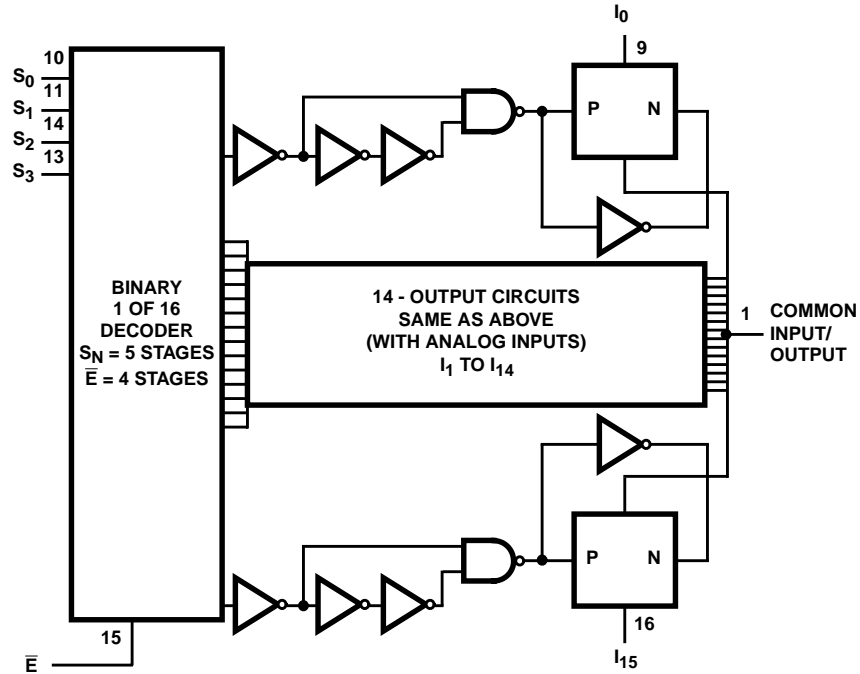 I0
9
10
S0
11
S1
14
S2
13
S3
P N
BINARY
1 OF 16
DECODER
SN = 5 STAGES
E̅ = 4 STAGES
14 - OUTPUT CIRCUITS
SAME AS ABOVE
(WITH ANALOG INPUTS)
I1 TO I14
1
COMMON
INPUT/
OUTPUT
P N
15
E̅
16
I15